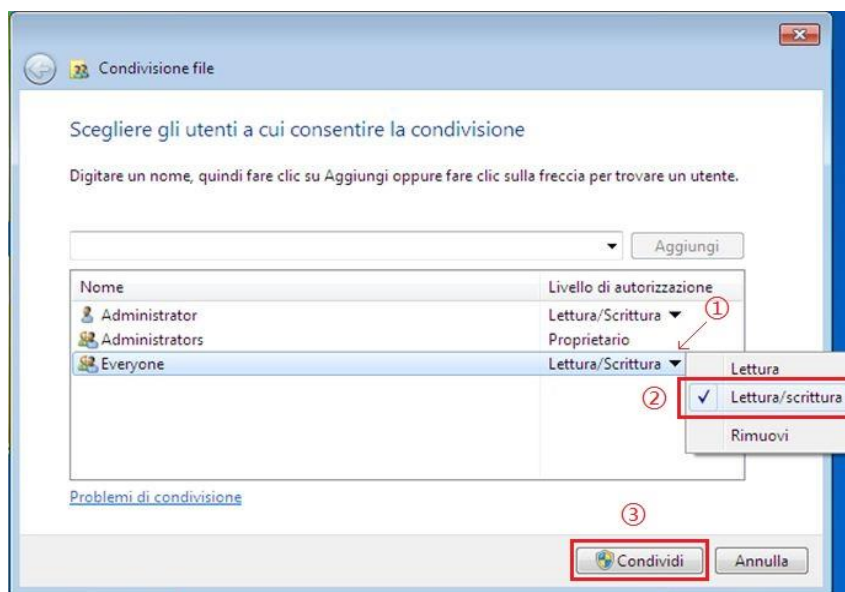 Condivisione file
Scegliere gli utenti a cui consentire la condivisione
Digitare un nome, quindi fare clic su Aggiungi oppure fare clic sulla freccia per trovare un utente.
Aggiungi
Nome Livello di autorizzazione
Administrator Lettura/Scrittura ①
Administrators Proprietario
Everyone Lettura/Scrittura
Lettura
② ✓ Lettura/scrittura
Rimuovi
Problemi di condivisione
③
Condividi Annulla